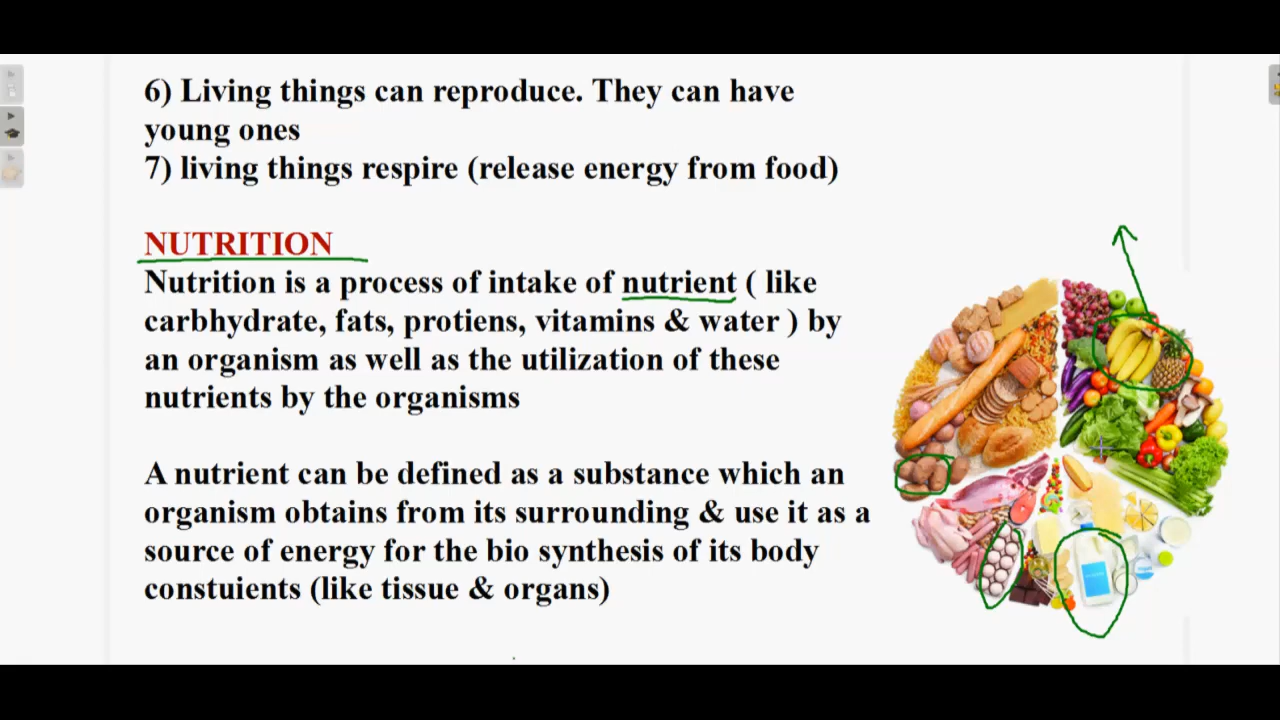 6) Living things can reproduce. They can have
young ones
7) living things respire (release energy from food)
NUTRITION
Nutrition is a process of intake of nutrient ( like
carbhydrate, fats, protiens, vitamins & water ) by
an organism as well as the utilization of these
nutrients by the organisms
A nutrient can be defined as a substance which an
organism obtains from its surrounding & use it as a
source of energy for the bio synthesis of its body
constuients (like tissue & organs)